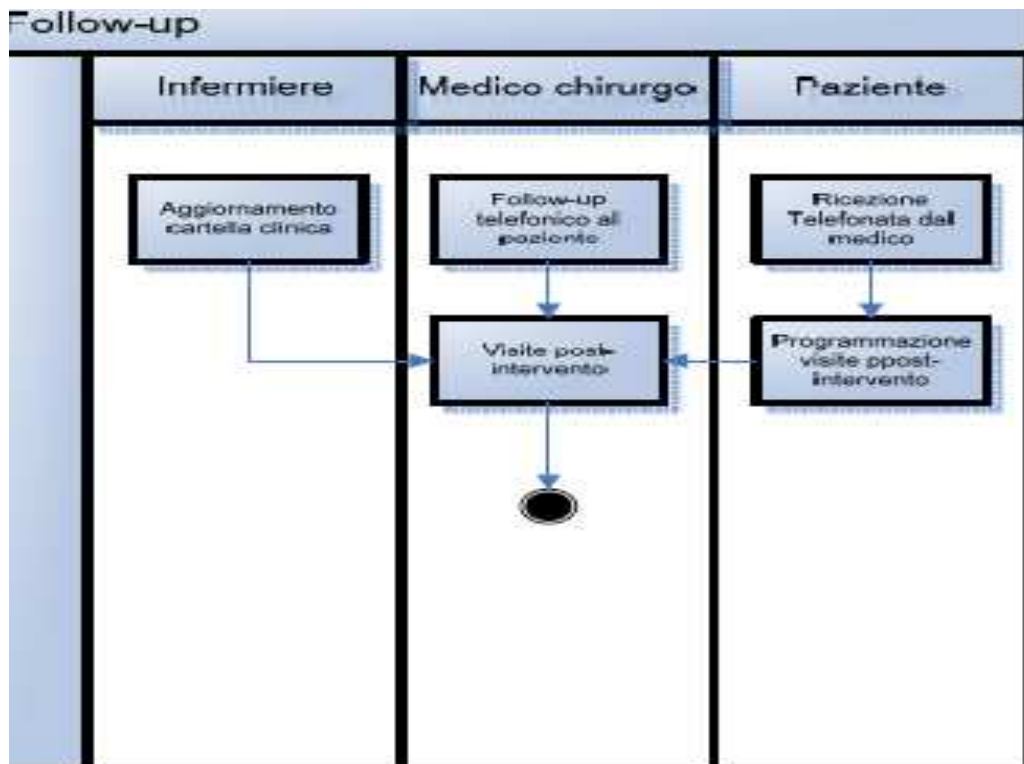 Follow-up
Infermiere
Medico chirurgo
Paziente
Aggiornamento
cartella clinica
Follow-up
telefonico al
paziente
Ricezione
Telefonata dal
medico
Visite post-
intervento
Programmazione
visite ppost-
intervento